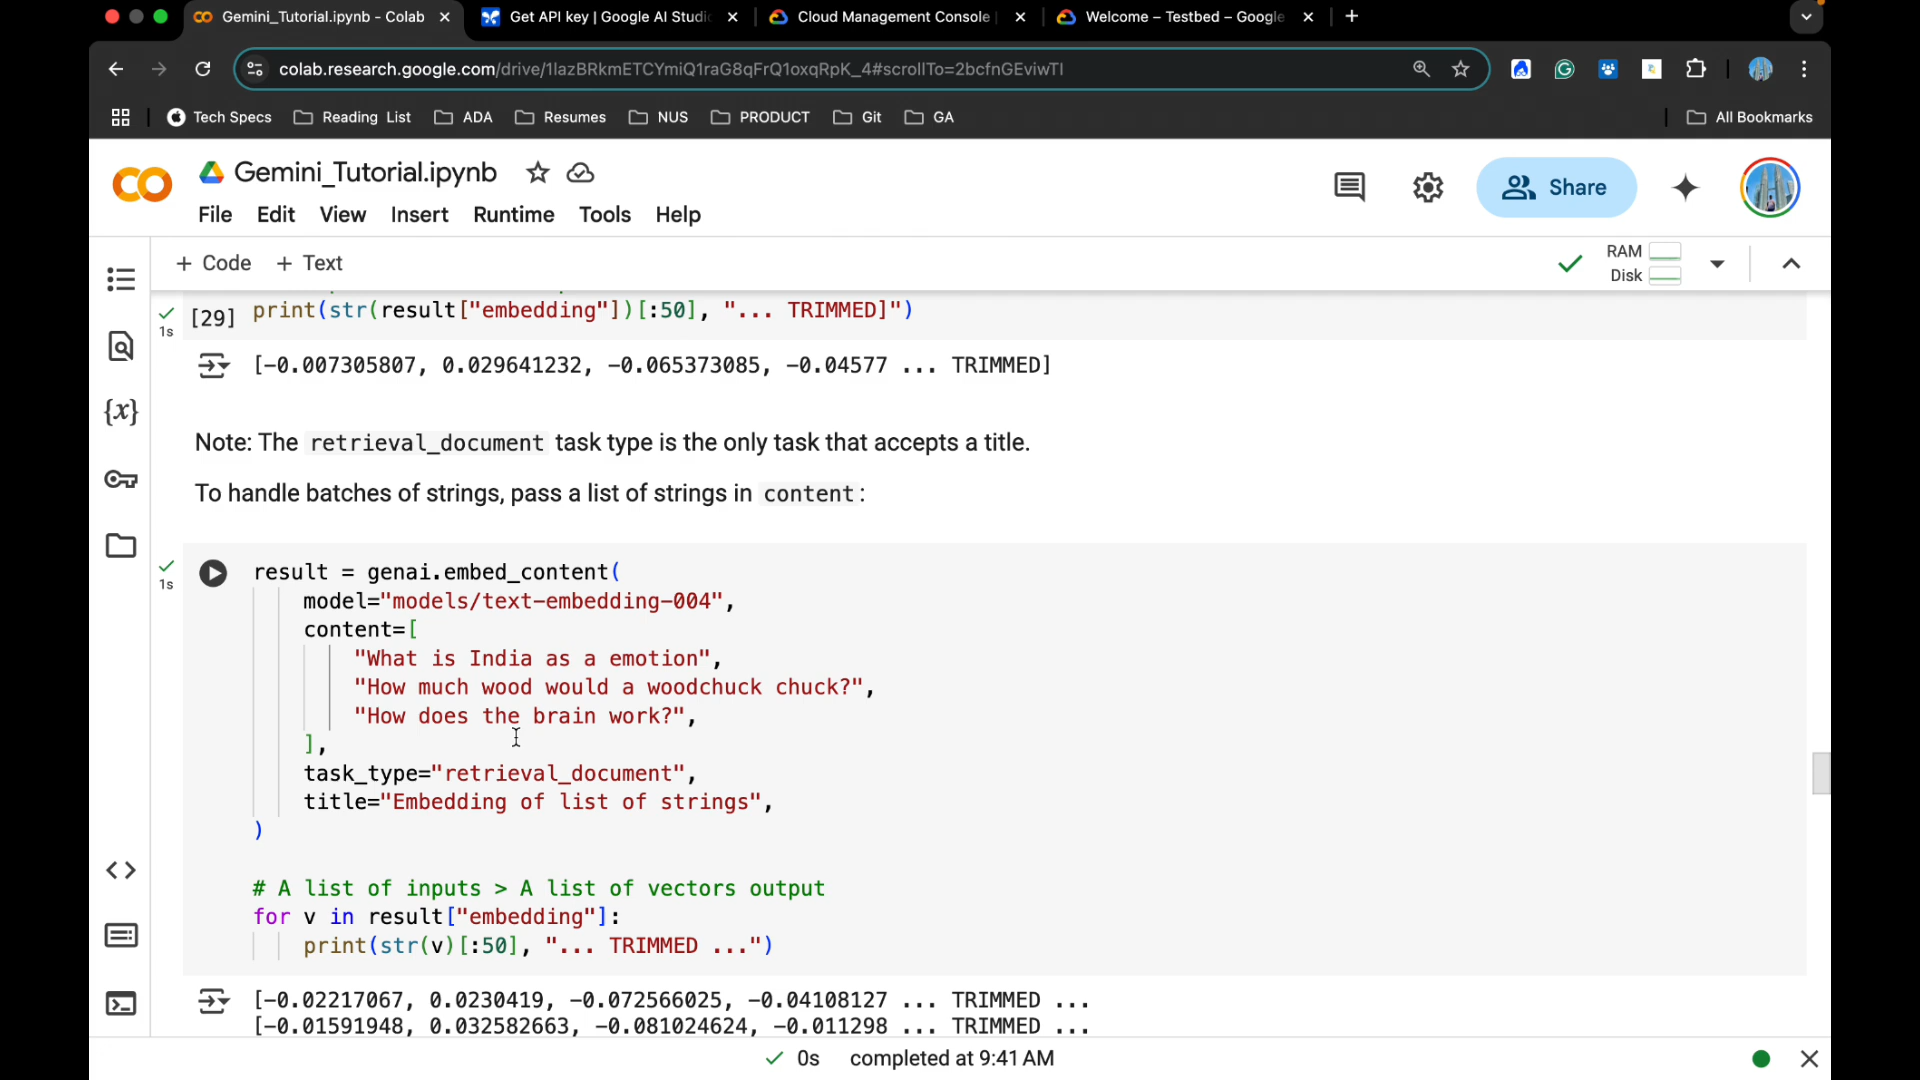 Gemini_Tutorial.ipynb - Colab
Get API key | Google AI Studi
Cloud Management Console
Welcome – Testbed – Google
colab.research.google.com/drive/1lazBRkmETCYmiQ1raG8qFrQ1oxqRpK_4#scrollTo=2bcfnGEviwTI
Tech Specs
Reading List
ADA
Resumes
NUS
PRODUCT
Git
GA
All Bookmarks
Gemini_Tutorial.ipynb
Share
File Edit View Insert Runtime Tools Help
+ Code + Text
RAM
Disk
[29] print(str(result["embedding"])[:50], "... TRIMMED]")
1s
[-0.007305807, 0.029641232, -0.065373085, -0.04577 ... TRIMMED]
Note: The retrieval_document task type is the only task that accepts a title.
To handle batches of strings, pass a list of strings in content:
1s
result = genai.embed_content(
model="models/text-embedding-004",
content=[
"What is India as a emotion",
"How much wood would a woodchuck chuck?",
"How does the brain work?",
],
task_type="retrieval_document",
title="Embedding of list of strings",
)
# A list of inputs > A list of vectors output
for v in result["embedding"]:
print(str(v)[:50], "... TRIMMED ...")
[-0.02217067, 0.0230419, -0.072566025, -0.04108127 ... TRIMMED ...
[-0.01591948, 0.032582663, -0.081024624, -0.011298 ... TRIMMED ...
0s completed at 9:41 AM